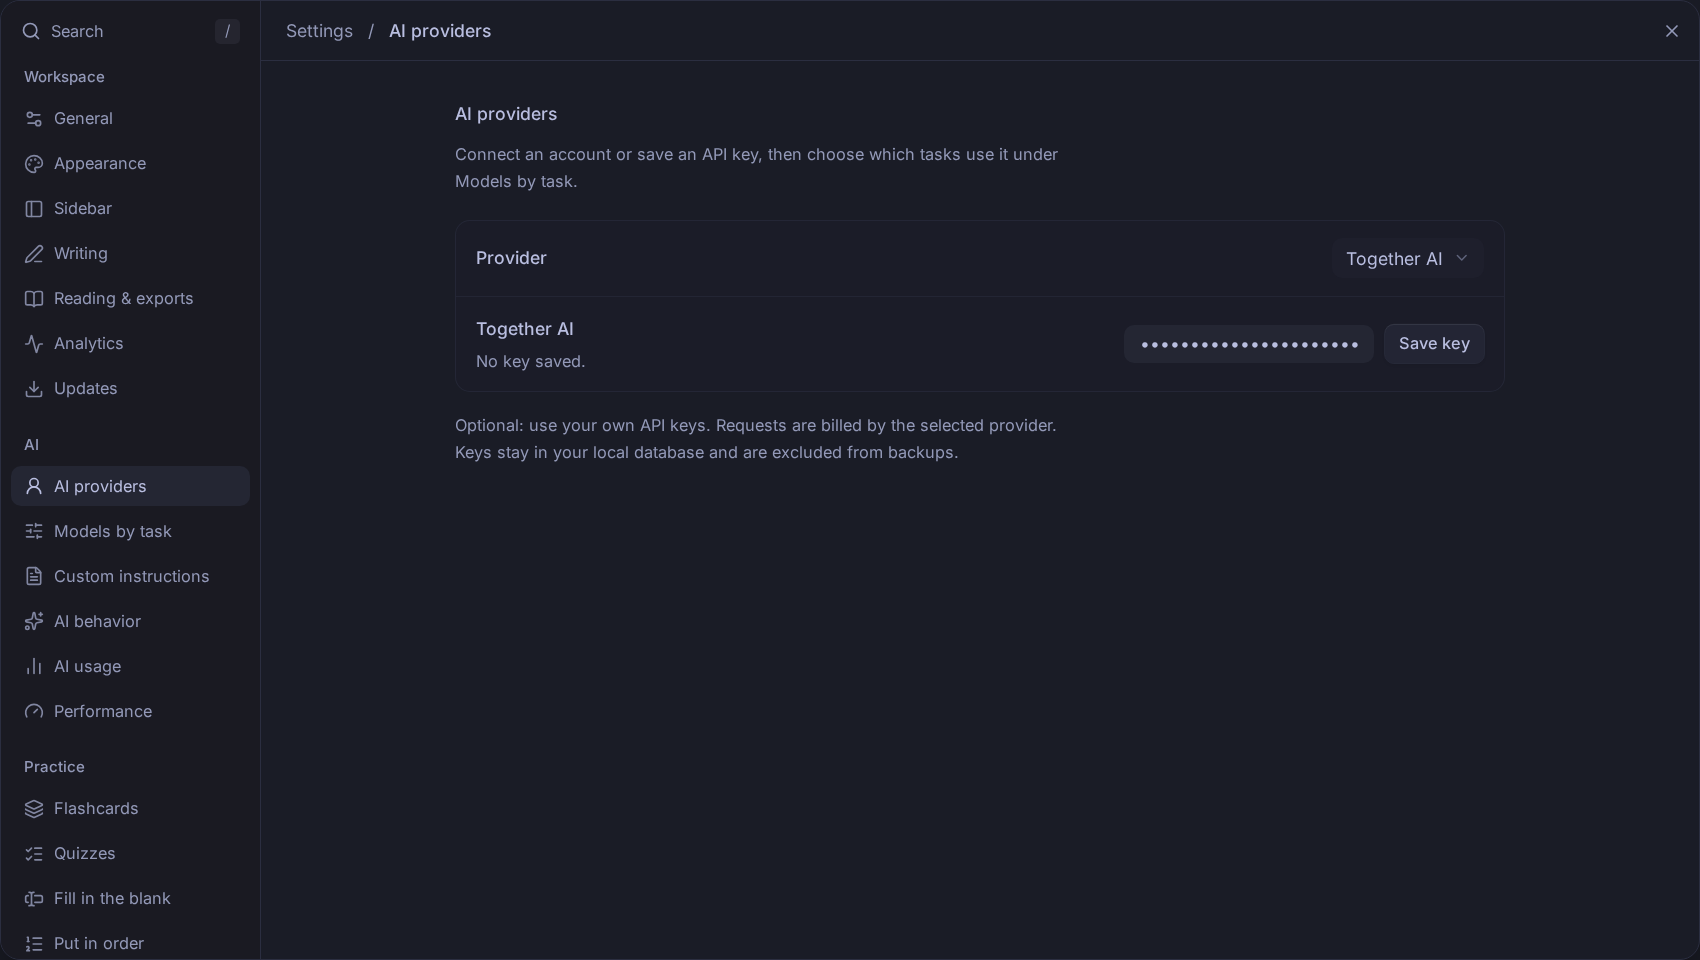 Search
/
Workspace
General
Appearance
Sidebar
Writing
Reading & exports
Analytics
Updates
AI
AI providers
Models by task
Custom instructions
AI behavior
AI usage
Performance
Practice
Flashcards
Quizzes
Fill in the blank
Put in order
Settings / AI providers
AI providers
Connect an account or save an API key, then choose which tasks use it under
Models by task.
Provider
Together AI
Together AI
No key saved.
••••••••••••••••••••••
Save key
Optional: use your own API keys. Requests are billed by the selected provider.
Keys stay in your local database and are excluded from backups.